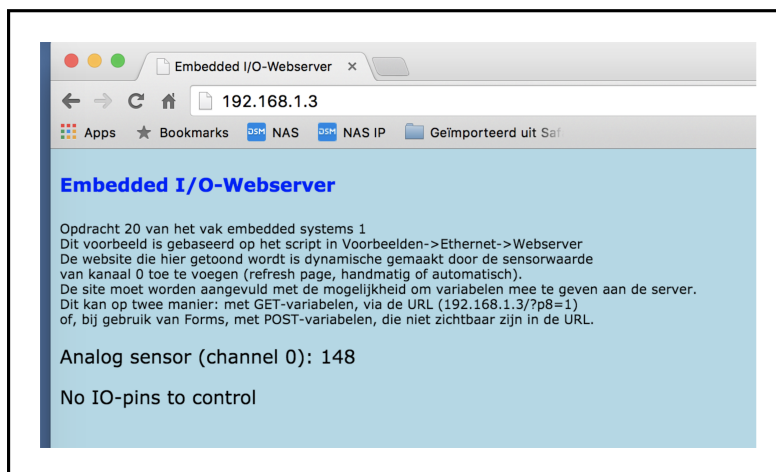 Embedded I/O-Webserver ×
192.168.1.3
Apps Bookmarks DSM NAS DSM NAS IP Geïmporteerd uit Saf
Embedded I/O-Webserver
Opdracht 20 van het vak embedded systems 1
Dit voorbeeld is gebaseerd op het script in Voorbeelden->Ethernet->Webserver
De website die hier getoond wordt is dynamische gemaakt door de sensorwaarde
van kanaal 0 toe te voegen (refresh page, handmatig of automatisch).
De site moet worden aangevuld met de mogelijkheid om variabelen mee te geven aan de server.
Dit kan op twee manier: met GET-variabelen, via de URL (192.168.1.3/?p8=1)
of, bij gebruik van Forms, met POST-variabelen, die niet zichtbaar zijn in de URL.
Analog sensor (channel 0): 148
No IO-pins to control